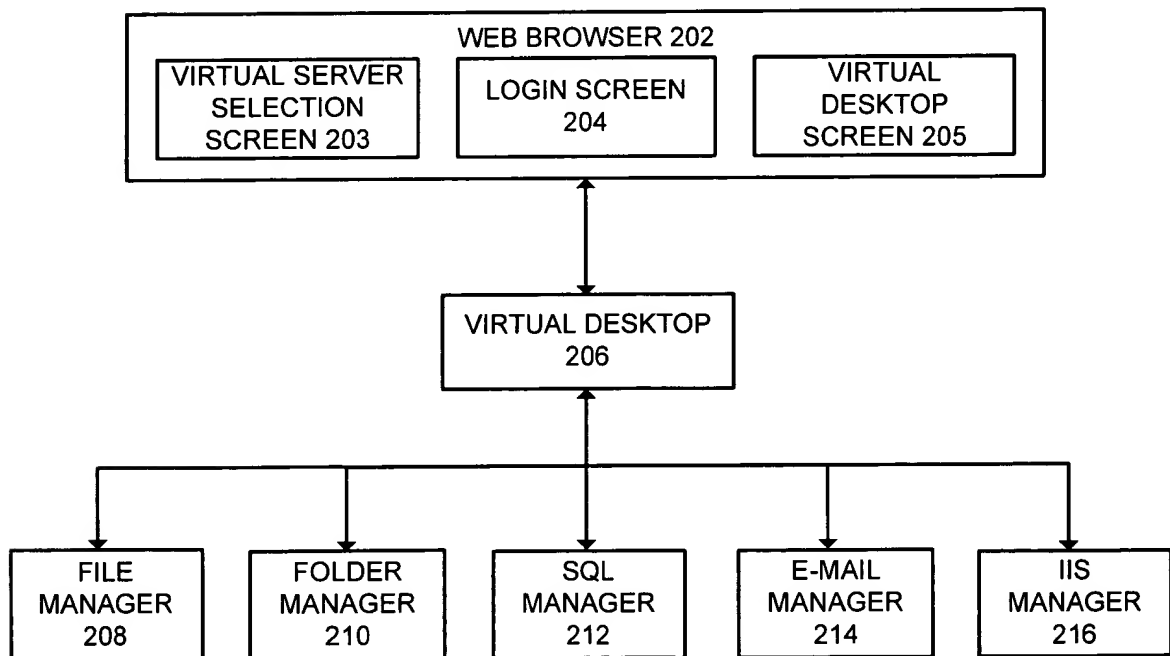 WEB BROWSER 202
VIRTUAL SERVER
SELECTION
SCREEN 203
LOGIN SCREEN
204
VIRTUAL
DESKTOP
SCREEN 205
VIRTUAL DESKTOP
206
FILE
MANAGER
208
FOLDER
MANAGER
210
SQL
MANAGER
212
E-MAIL
MANAGER
214
IIS
MANAGER
216